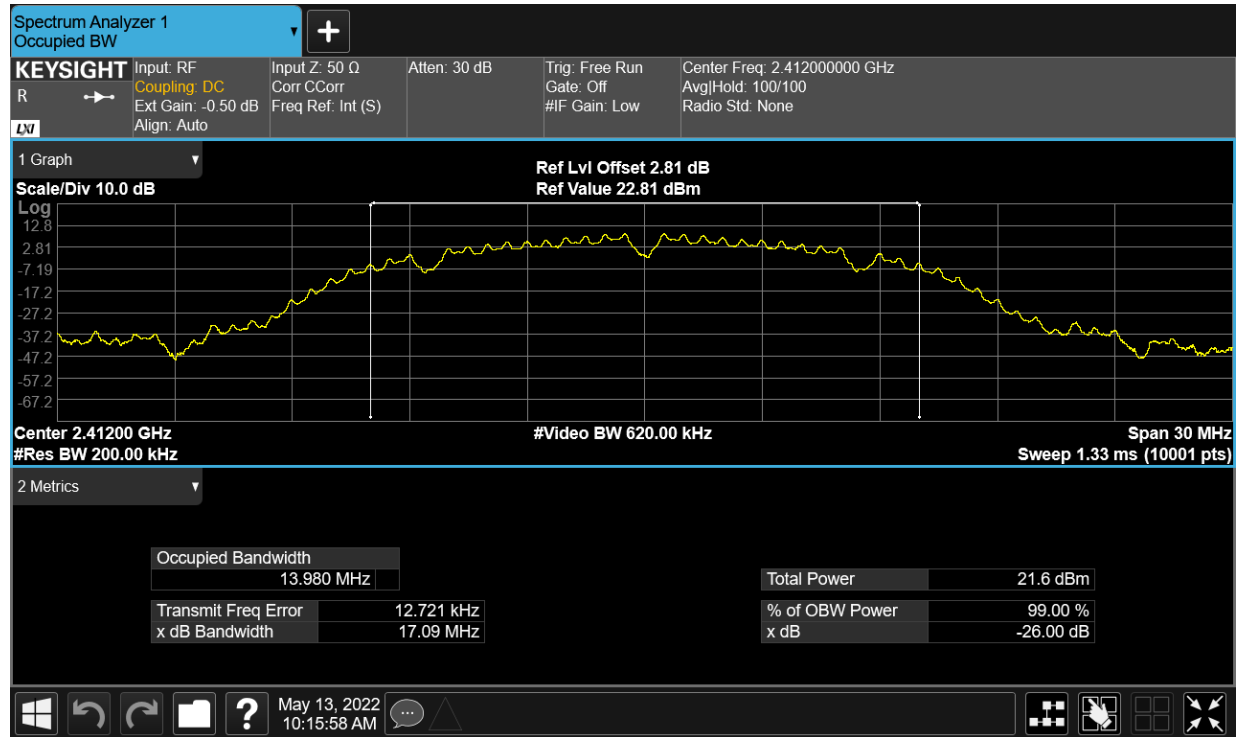 Spectrum Analyzer 1
Occupied BW
KEYSIGHT
R
LXI
Input: RF
Coupling: DC
Ext Gain: -0.50 dB
Align: Auto
Input Z: 50 Ω
Corr CCorr
Freq Ref: Int (S)
Atten: 30 dB
Trig: Free Run
Gate: Off
#IF Gain: Low
Center Freq: 2.412000000 GHz
Avg|Hold: 100/100
Radio Std: None
1 Graph
Scale/Div 10.0 dB
Ref Lvl Offset 2.81 dB
Ref Value 22.81 dBm
Log
12.8
2.81
-7.19
-17.2
-27.2
-37.2
-47.2
-57.2
-67.2
Center 2.41200 GHz
#Res BW 200.00 kHz
#Video BW 620.00 kHz
Span 30 MHz
Sweep 1.33 ms (10001 pts)
2 Metrics
Occupied Bandwidth
13.980 MHz
Total Power 21.6 dBm
Transmit Freq Error 12.721 kHz
% of OBW Power 99.00 %
x dB Bandwidth 17.09 MHz
x dB -26.00 dB
?
May 13, 2022
10:15:58 AM